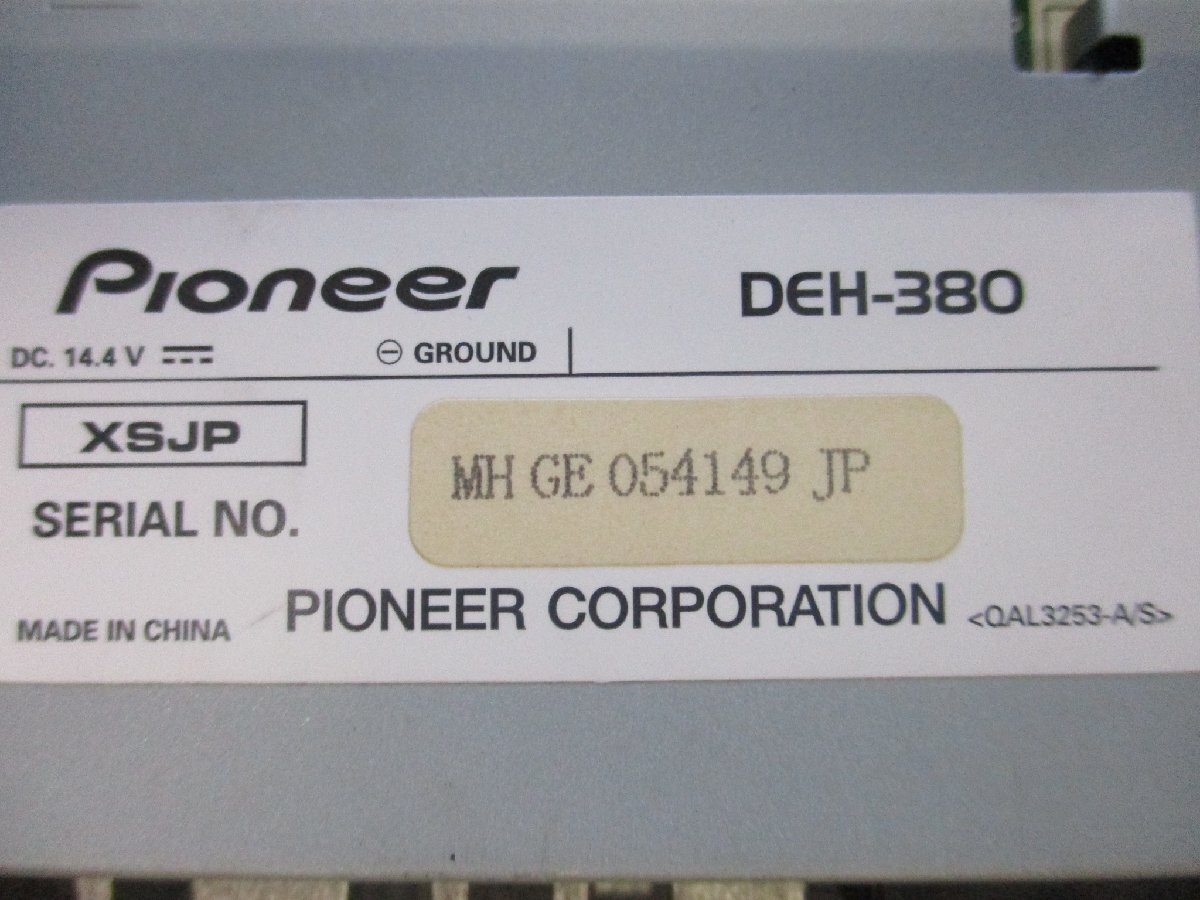 Pioneer DEH-380
DC. 14.4 V ⊖ GROUND
XSJP
SERIAL NO. MH GE 054149 JP
MADE IN CHINA PIONEER CORPORATION <QAL3253-A/S>